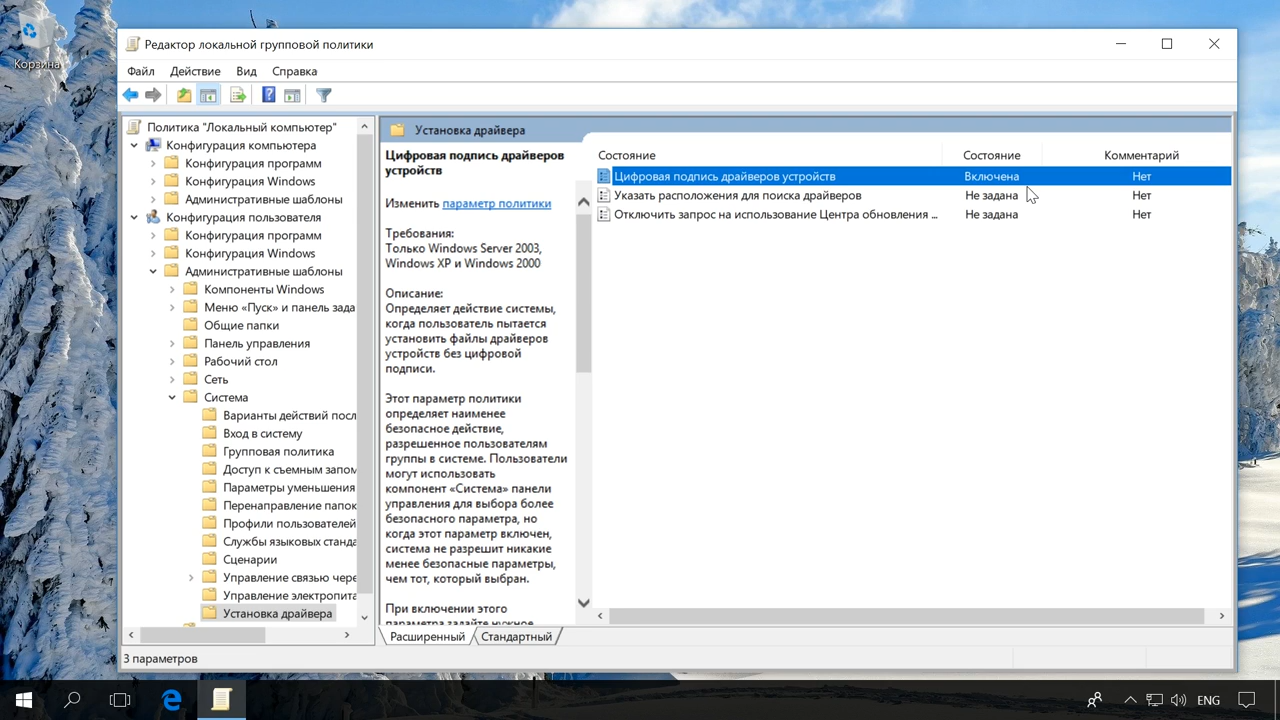 Корзина
Редактор локальной групповой политики
Файл Действие Вид Справка
Политика "Локальный компьютер"
Конфигурация компьютера
Конфигурация программ
Конфигурация Windows
Административные шаблоны
Конфигурация пользователя
Конфигурация программ
Конфигурация Windows
Административные шаблоны
Компоненты Windows
Меню «Пуск» и панель зада
Общие папки
Панель управления
Рабочий стол
Сеть
Система
Варианты действий посл
Вход в систему
Групповая политика
Доступ к съемным запом
Параметры уменьшения
Перенаправление папок
Профили пользователей
Службы языковых станда
Сценарии
Управление связью чере
Управление электропита
Установка драйвера
Установка драйвера
Цифровая подпись драйверов
устройств
Изменить параметр политики
Требования:
Только Windows Server 2003,
Windows XP и Windows 2000
Описание:
Определяет действие системы,
когда пользователь пытается
установить файлы драйверов
устройств без цифровой
подписи.
Этот параметр политики
определяет наименее
безопасное действие,
разрешенное пользователям
группы в системе. Пользователи
могут использовать
компонент «Система» панели
управления для выбора более
безопасного параметра, но
когда этот параметр включен,
система не разрешит никакие
менее безопасные параметры,
чем тот, который выбран.
При включении этого
параметра задайте нужное
Состояние Состояние Комментарий
Цифровая подпись драйверов устройств Включена Нет
Указать расположения для поиска драйверов Не задана Нет
Отключить запрос на использование Центра обновления ... Не задана Нет
Расширенный Стандартный
3 параметров
ENG